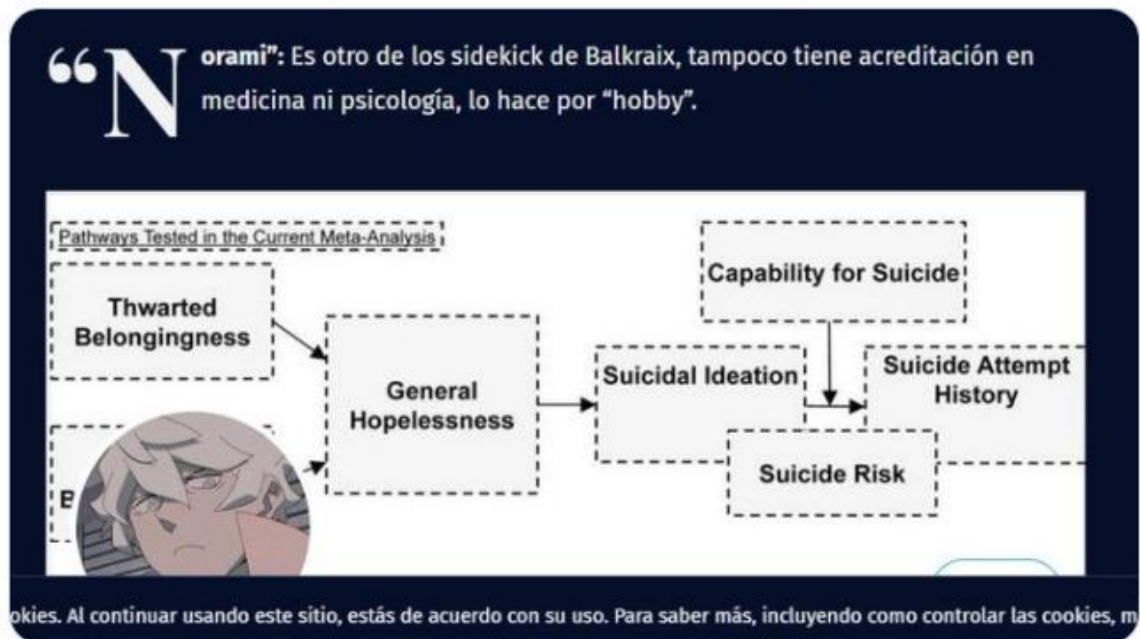 “Norami”: Es otro de los sidekick de Balkraix, tampoco tiene acreditación en
medicina ni psicología, lo hace por “hobby”.
Pathways Tested in the Current Meta-Analysis
Thwarted
Belongingness
General
Hopelessness
Capability for Suicide
Suicidal Ideation
Suicide Attempt
History
Suicide Risk
okies. Al continuar usando este sitio, estás de acuerdo con su uso. Para saber más, incluyendo como controlar las cookies, m